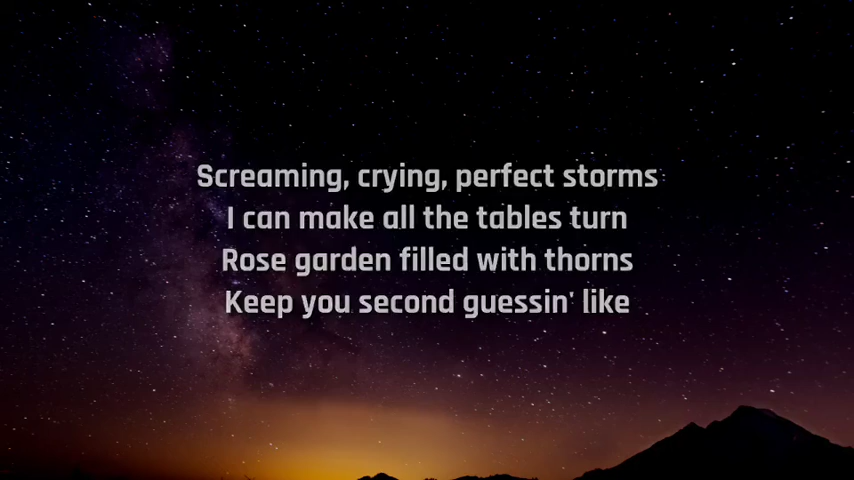 Screaming, crying, perfect storms
I can make all the tables turn
Rose garden filled with thorns
Keep you second guessin' like